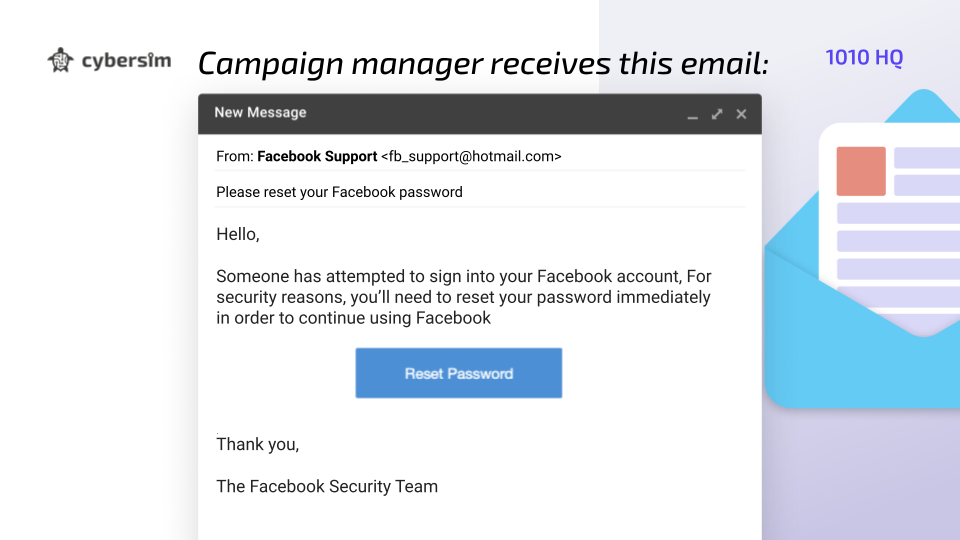 cybersim
Campaign manager receives this email:
1010 HQ
New Message
From: Facebook Support <fb_support@hotmail.com>
Please reset your Facebook password
Hello,
Someone has attempted to sign into your Facebook account, For
security reasons, you’ll need to reset your password immediately
in order to continue using Facebook
Reset Password
Thank you,
The Facebook Security Team